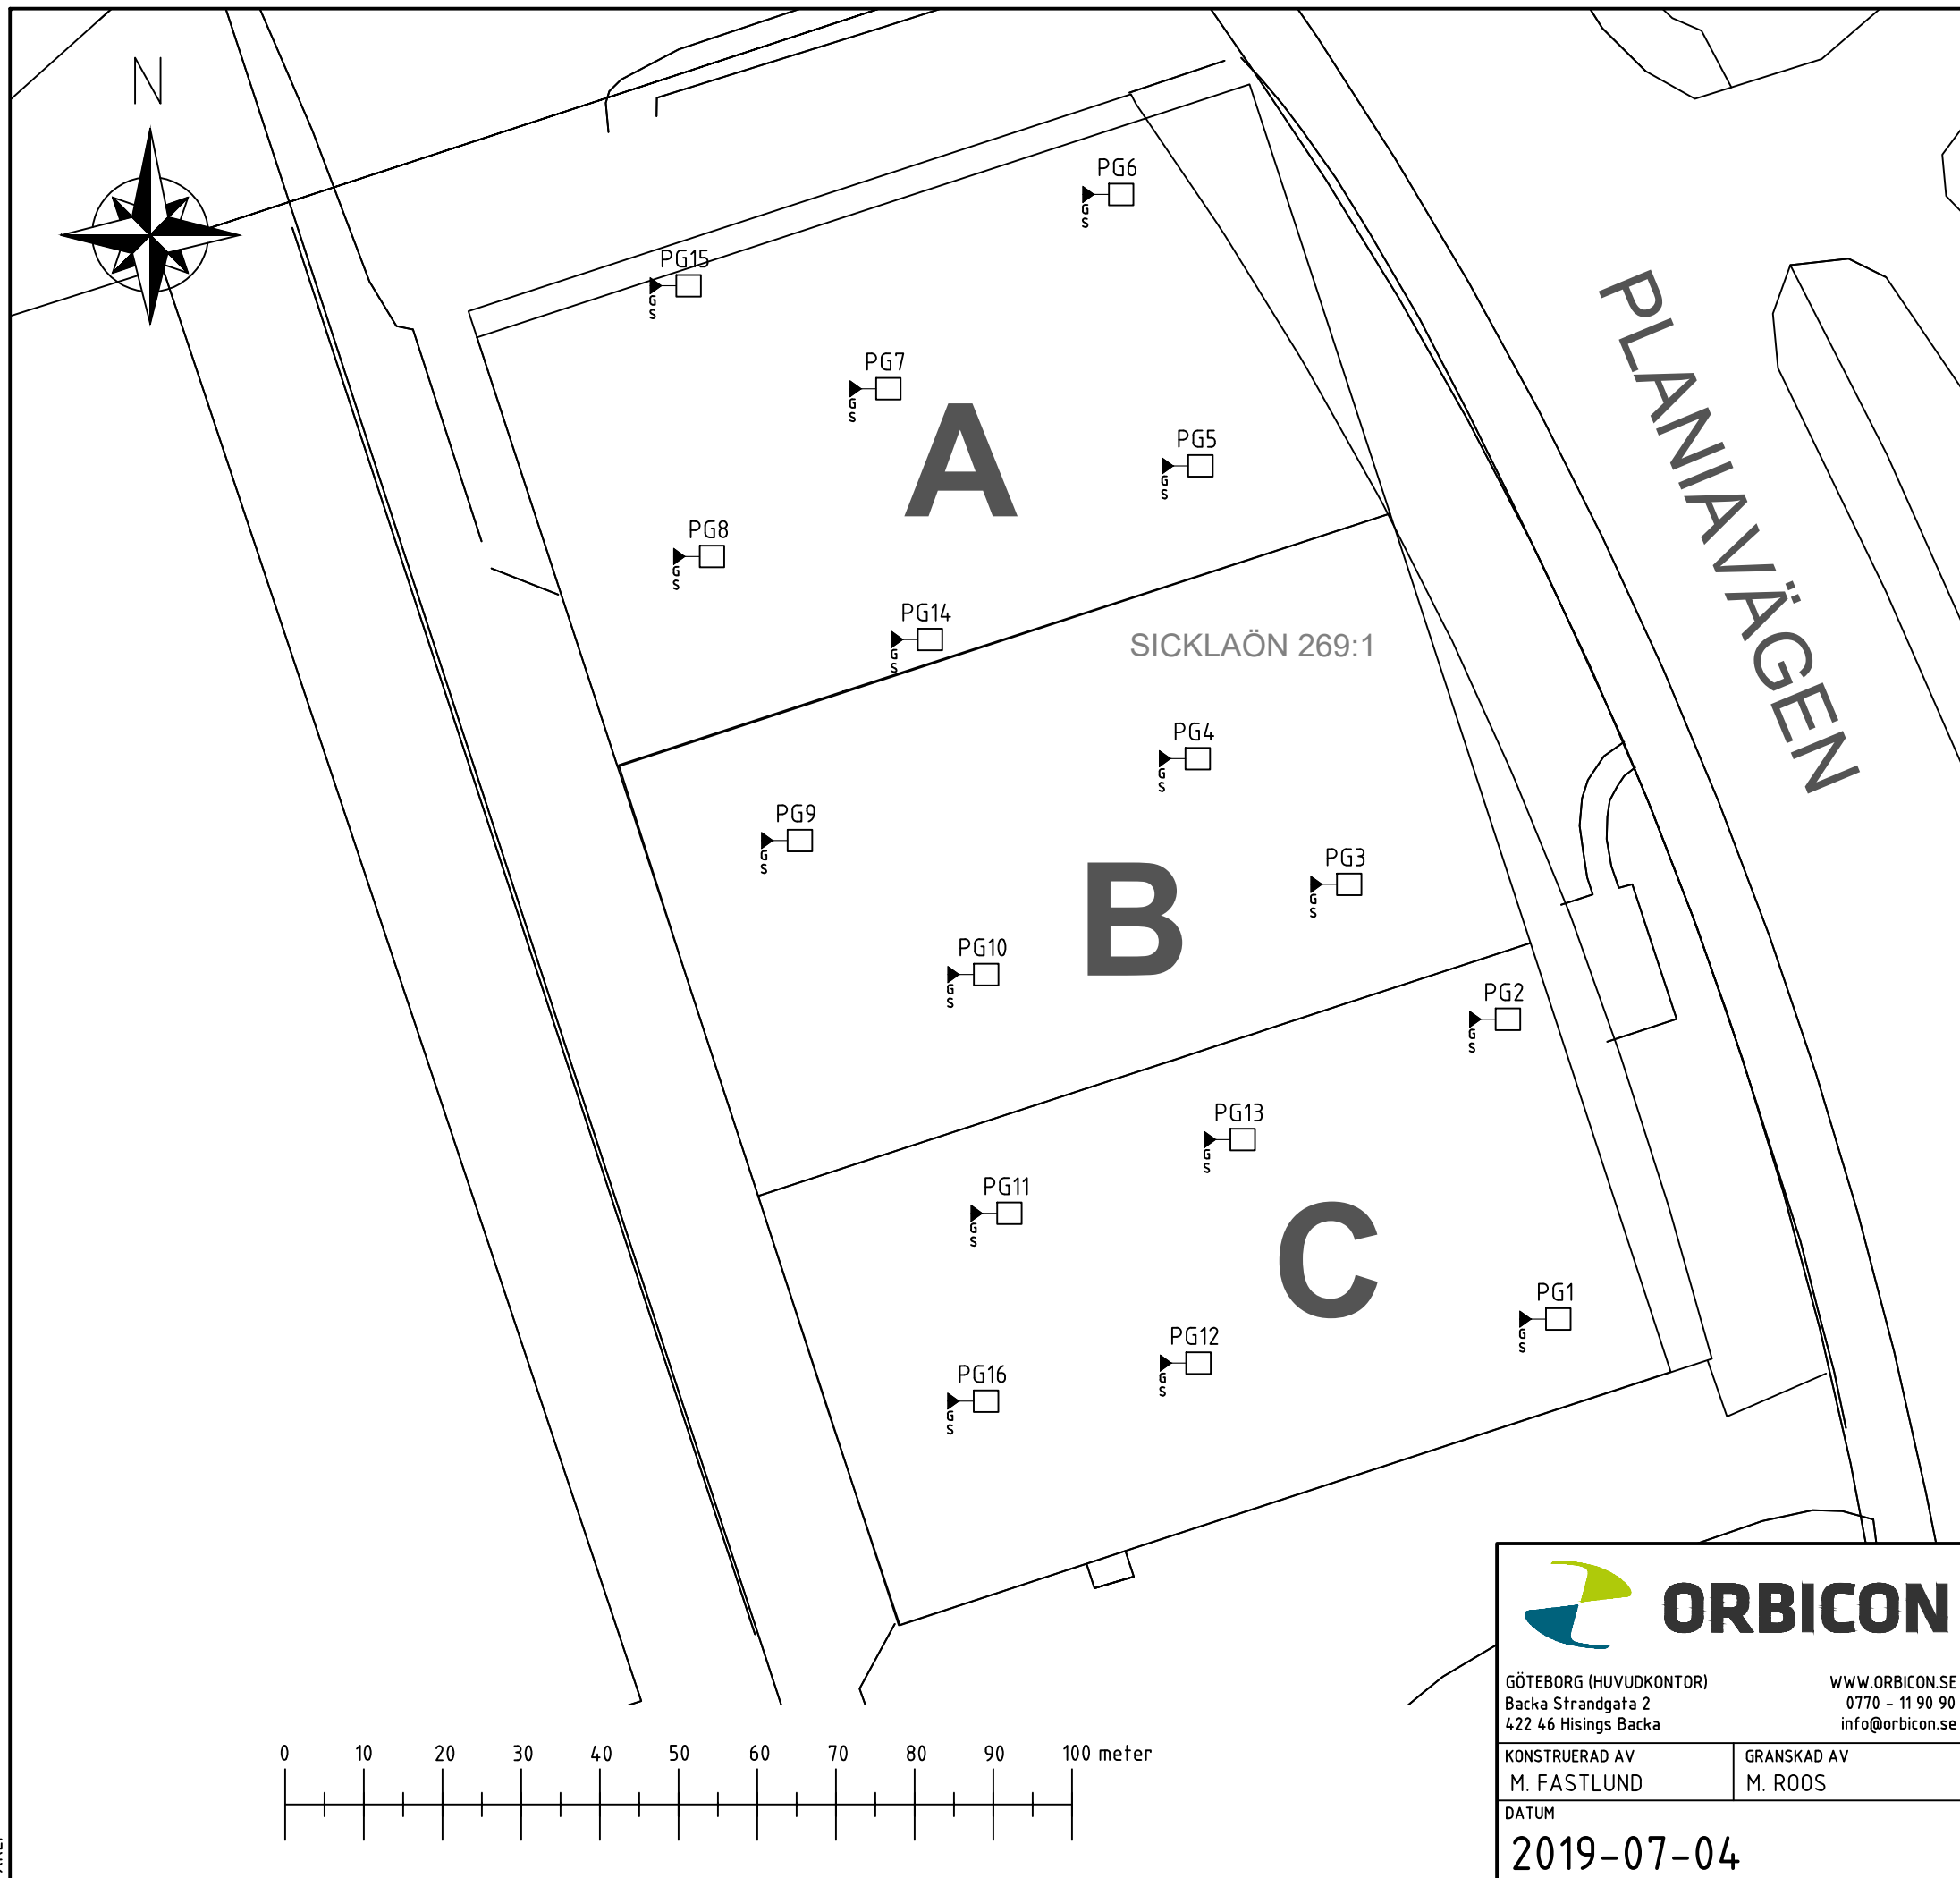 N
PG6
G
S
PG15
G
S
PG7
G
S
A
PG5
G
S
PG8
G
S
PG14
G
S
SICKLAÖN 269:1
PLANIAVÄGEN
PG4
G
S
PG9
G
S
B
PG3
G
S
PG10
G
S
PG2
G
S
PG13
G
S
PG11
G
S
C
PG1
G
S
PG12
G
S
PG16
G
S
0 10 20 30 40 50 60 70 80 90 100 meter
ORBICON
GÖTEBORG (HUVUDKONTOR)
Backa Strandgata 2
422 46 Hisings Backa
WWW.ORBICON.SE
0770 - 11 90 90
info@orbicon.se
KONSTRUERAD AV
M. FASTLUND
GRANSKAD AV
M. ROOS
DATUM
2019-07-04